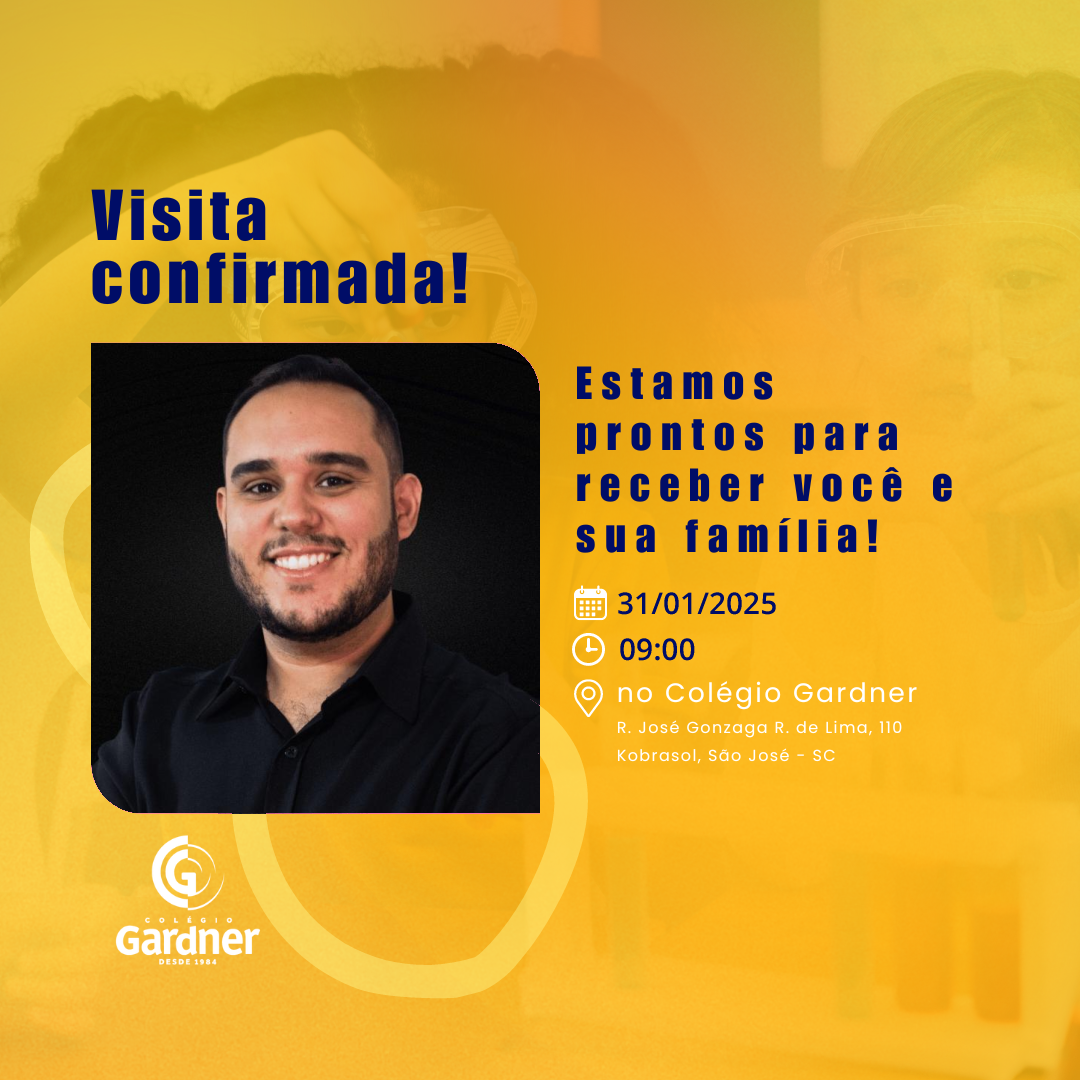 Visita
confirmada!
Estamos
prontos para
receber você e
sua família!
31/01/2025
09:00
no Colégio Gardner
R. José Gonzaga R. de Lima, 110
Kobrasol, São José - SC
G
COLÉGIO
Gardner
DESDE 1984